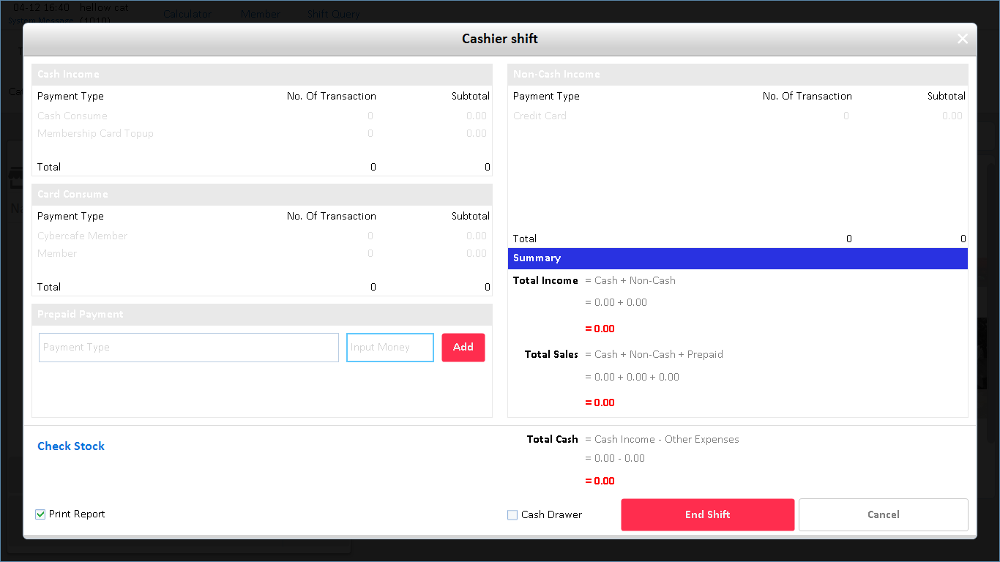 04-12 16:40 hellow cat
Calculator Member Shift Query
System Message (1010)
Cashier shift
Cash Income
Payment Type No. Of Transaction Subtotal
Cash Consume 0 0.00
Membership Card Topup 0 0.00
Total 0 0
Card Consume
Payment Type No. Of Transaction Subtotal
Cybercafe Member 0 0.00
Member 0 0.00
Total 0 0
Prepaid Payment
Payment Type Input Money Add
Non-Cash Income
Payment Type No. Of Transaction Subtotal
Credit Card 0 0.00
Total 0 0
Summary
Total Income = Cash + Non-Cash
= 0.00 + 0.00
= 0.00
Total Sales = Cash + Non-Cash + Prepaid
= 0.00 + 0.00 + 0.00
= 0.00
Check Stock
Total Cash = Cash Income - Other Expenses
= 0.00 - 0.00
= 0.00
Print Report
Cash Drawer
End Shift
Cancel